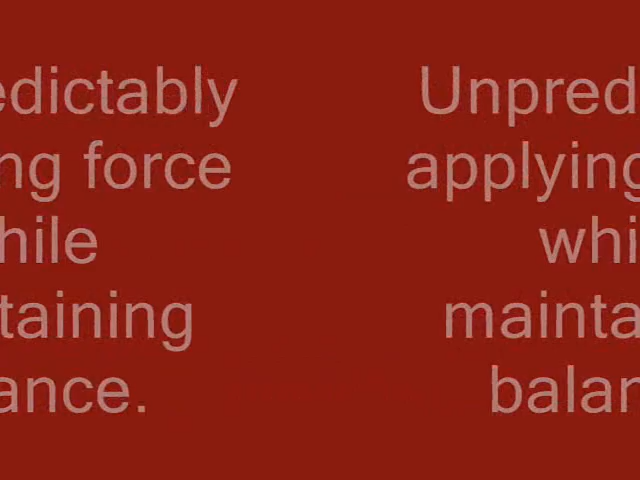 edictably Unpred
ng force applying
hile whi
taining mainta
ance. balan